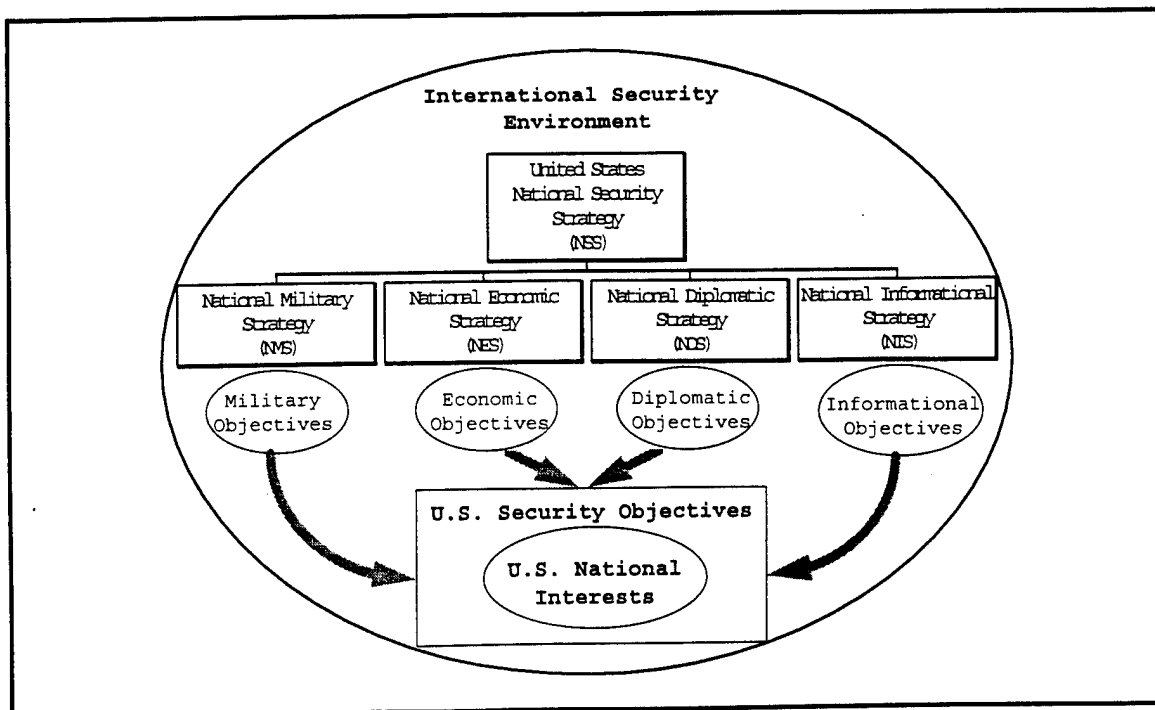 International Security
Environment
United States
National Security
Strategy
(NSS)
National Military
Strategy
(NMS)
National Economic
Strategy
(NES)
National Diplomatic
Strategy
(NDS)
National Informational
Strategy
(NIS)
Military
Objectives
Economic
Objectives
Diplomatic
Objectives
Informational
Objectives
U.S. Security Objectives
U.S. National
Interests